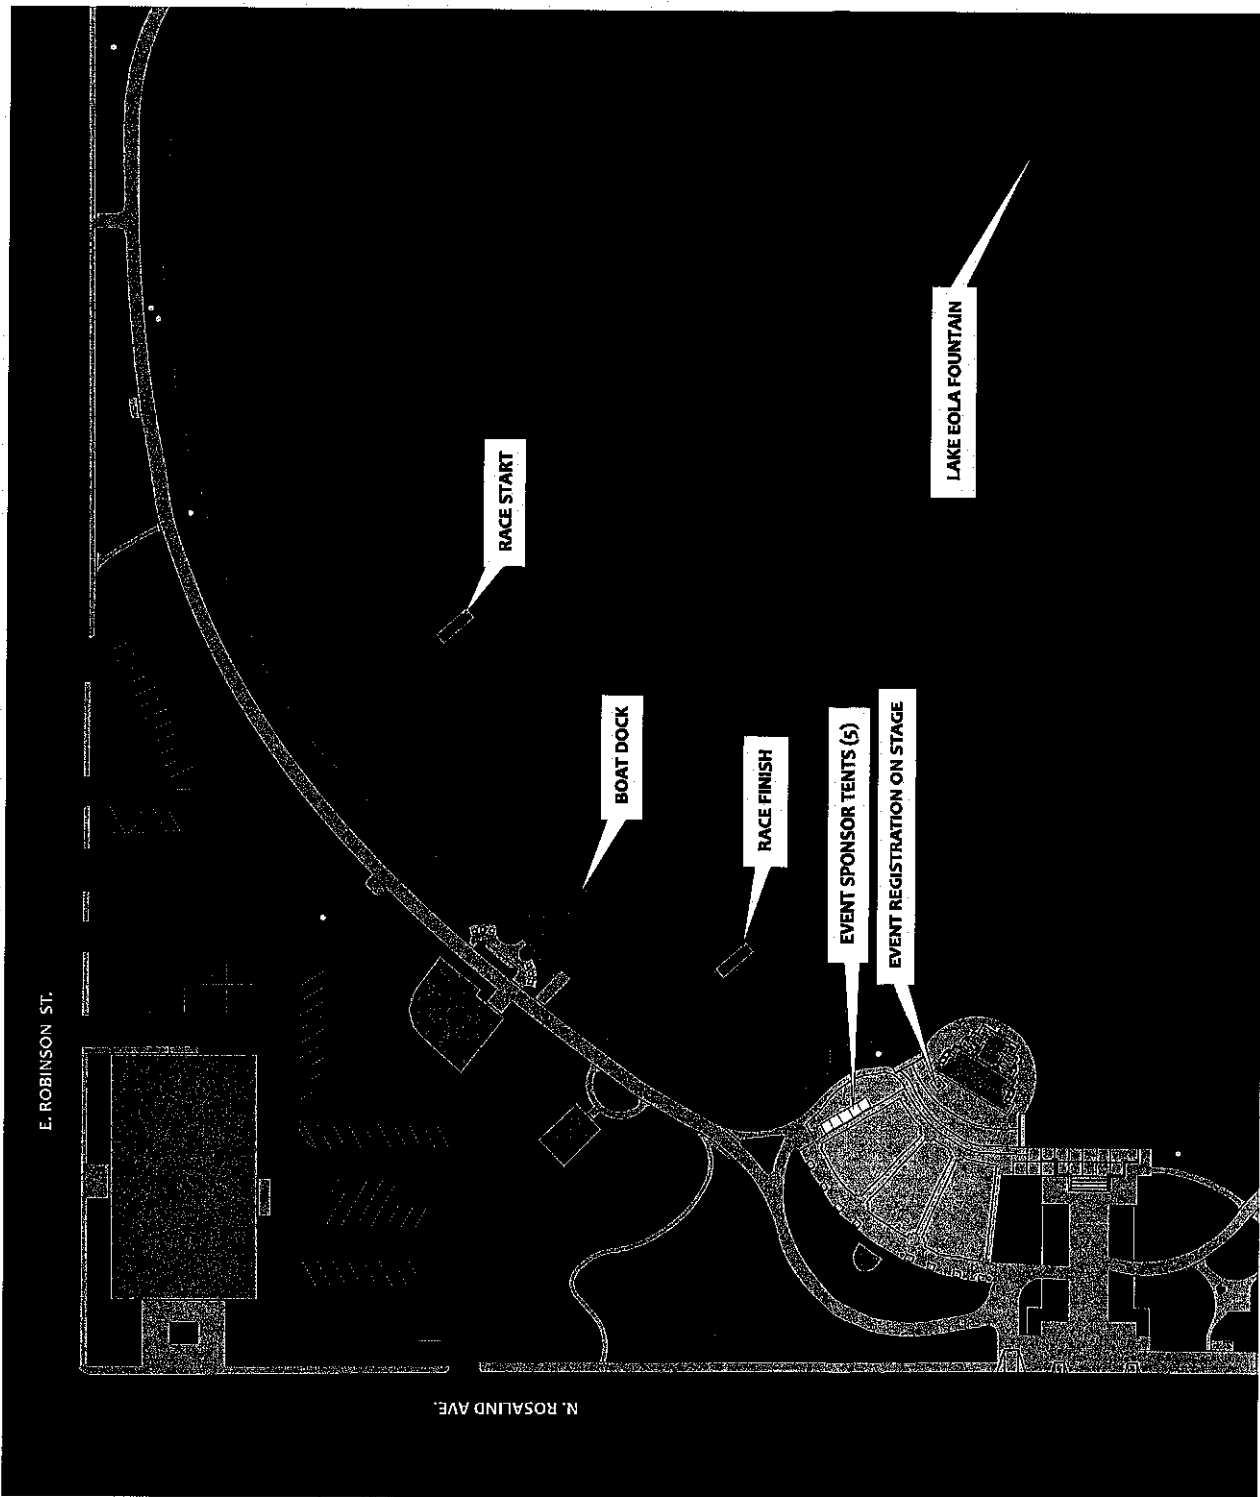 E. ROBINSON ST.
RACE START
LAKE EOLA FOUNTAIN
BOAT DOCK
RACE FINISH
EVENT SPONSOR TENTS (5)
EVENT REGISTRATION ON STAGE
N. ROSALIND AVE.